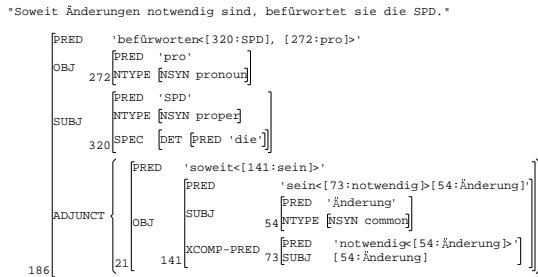 "Soweit Änderungen notwendig sind, befürwortet sie die SPD."
PRED 'befürworten<[320:SPD], [272:pro]>'
PRED 'pro'
OBJ
272 NTYPE [NSYN pronoun]
PRED 'SPD'
SUBJ NTYPE [NSYN proper]
320 SPEC [DET [PRED 'die']]
PRED 'soweit<[141:sein]>'
PRED 'sein<[73:notwendig]>[54:Änderung]'
PRED 'Änderung'
SUBJ
54 NTYPE [NSYN common]
ADJUNCT OBJ
XCOMP-PRED PRED 'notwendig<[54:Änderung]>'
73 SUBJ [54:Änderung]
186 21 141